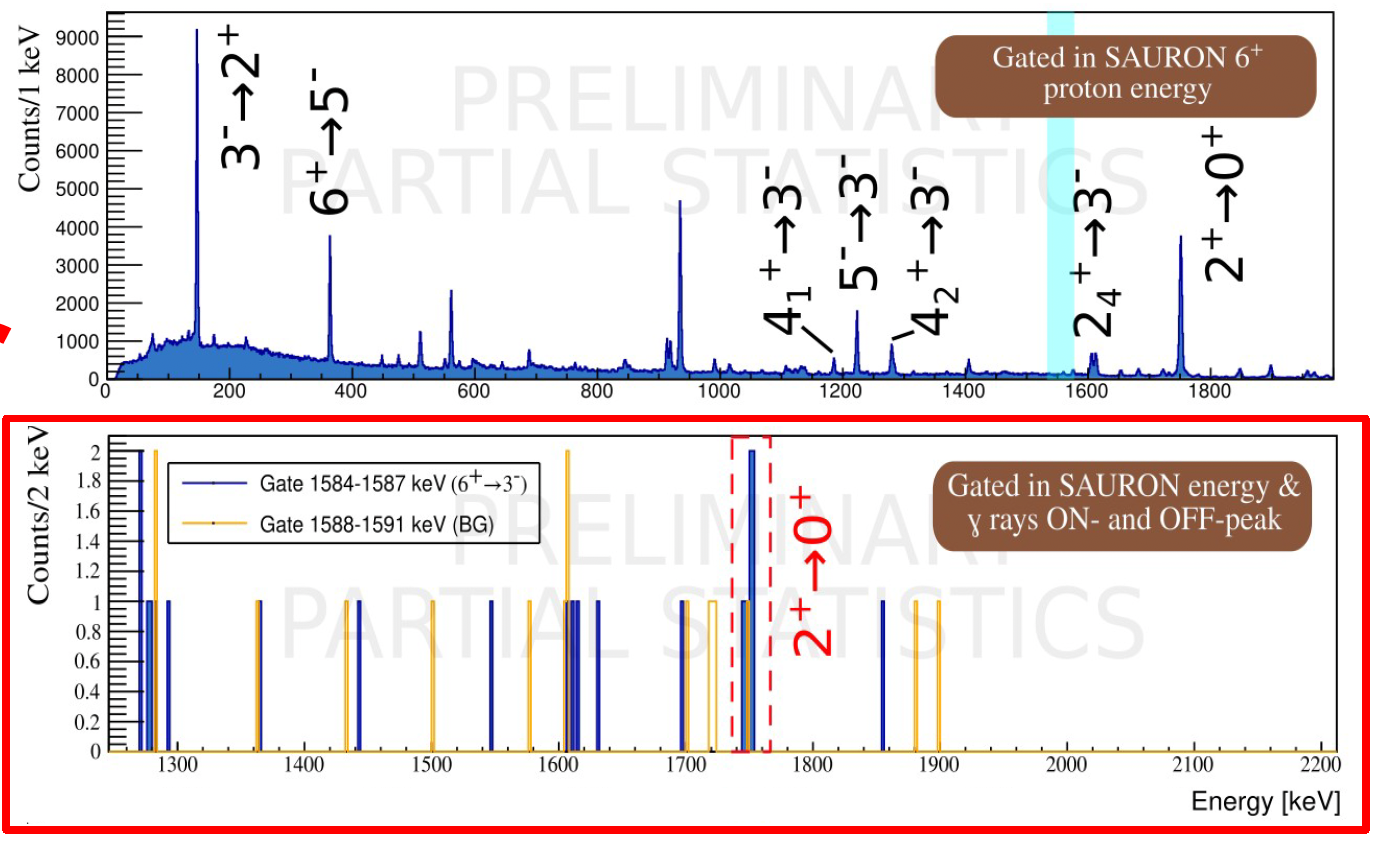 Counts/1 keV
9000
8000
7000
6000
5000
4000
3000
2000
1000
0
PRELIMINARY
PARTIAL STATISTICS
Gated in SAURON 6⁺
proton energy
3⁻→2⁺
6⁺→5⁻
4₁⁺→3⁻
5⁻→3⁻
4₂⁺→3⁻
2₄⁺→3⁻
2⁺→0⁺
0 200 400 600 800 1000 1200 1400 1600 1800
Counts/2 keV
2
1.8
1.6
1.4
1.2
1
0.8
0.6
0.4
0.2
0
Gate 1584-1587 keV (6⁺→3⁻)
Gate 1588-1591 keV (BG)
PRELIMINARY
PARTIAL STATISTICS
Gated in SAURON energy &
γ rays ON- and OFF-peak
2⁺→0⁺
1300 1400 1500 1600 1700 1800 1900 2000 2100 2200
Energy [keV]